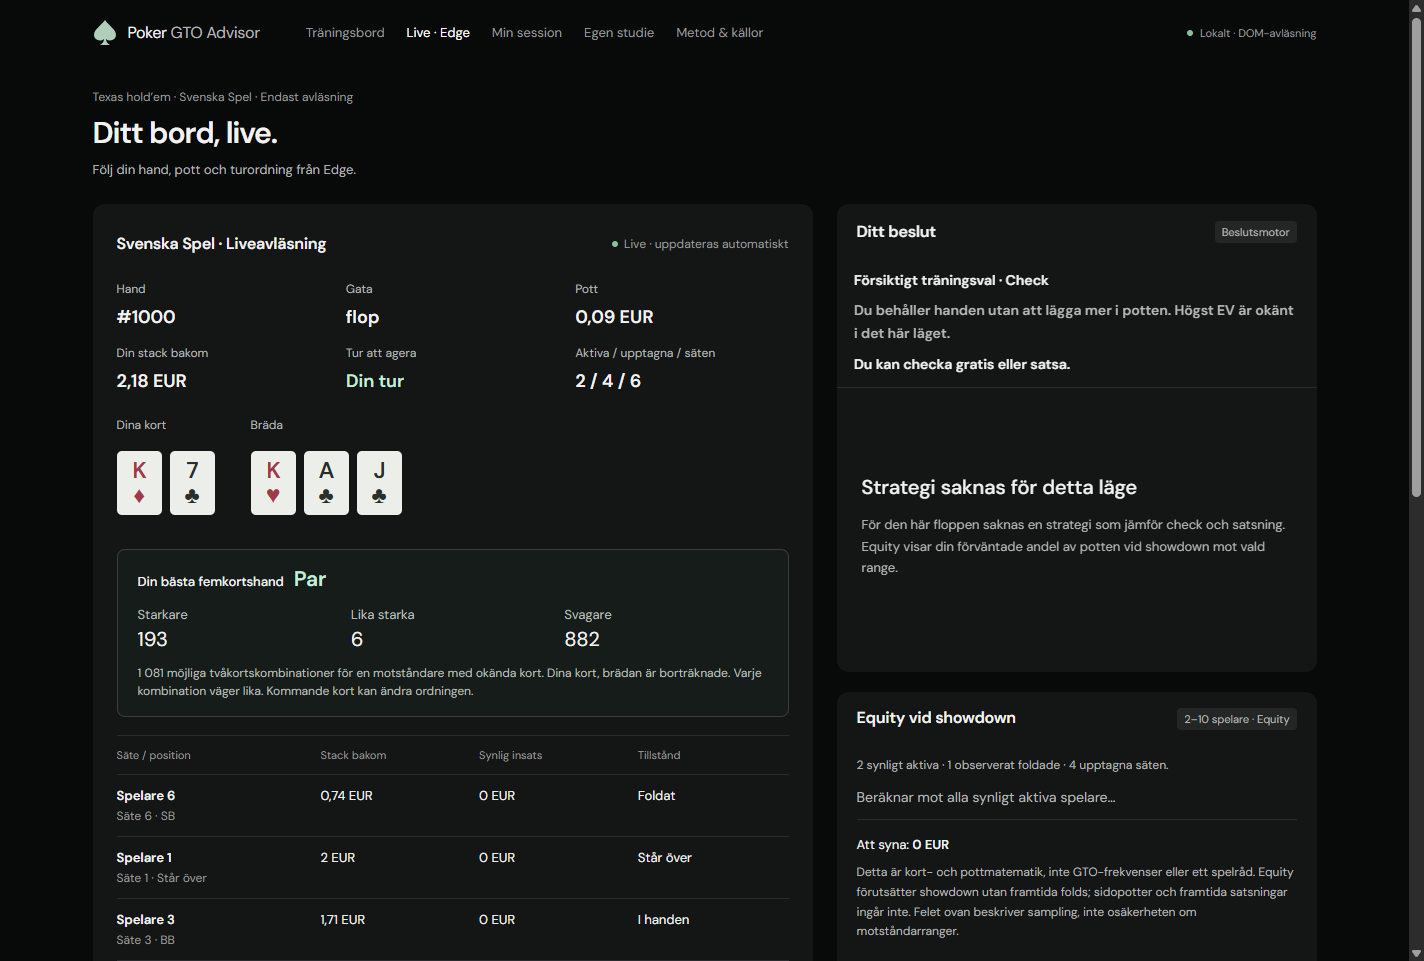 Poker GTO Advisor
Träningsbord
Live · Edge
Min session
Egen studie
Metod & källor
Lokalt · DOM-avläsning
Texas hold'em · Svenska Spel · Endast avläsning
Ditt bord, live.
Följ din hand, pott och turordning från Edge.
Svenska Spel · Liveavläsning
Live · uppdateras automatiskt
Hand
Gata
Pott
#1000
flop
0,09 EUR
Din stack bakom
Tur att agera
Aktiva / upptagna / säten
2,18 EUR
Din tur
2 / 4 / 6
Dina kort
Bräda
K♦
7♣
K♥
A♣
J♣
Din bästa femkortshand Par
Starkare
Lika starka
Svagare
193
6
882
1 081 möjliga tvåkortskombinationer för en motståndare med okända kort. Dina kort, brädan är borträknade. Varje
kombination väger lika. Kommande kort kan ändra ordningen.
Säte / position
Stack bakom
Synlig insats
Tillstånd
Spelare 6
0,74 EUR
0 EUR
Foldat
Säte 6 · SB
Spelare 1
2 EUR
0 EUR
Står över
Säte 1 · Står över
Spelare 3
1,71 EUR
0 EUR
I handen
Säte 3 · BB
Ditt beslut
Beslutsmotor
Försiktigt träningsval · Check
Du behåller handen utan att lägga mer i potten. Högst EV är okänt
i det här läget.
Du kan checka gratis eller satsa.
Strategi saknas för detta läge
För den här floppen saknas en strategi som jämför check och satsning.
Equity visar din förväntade andel av potten vid showdown mot vald
range.
Equity vid showdown
2–10 spelare · Equity
2 synligt aktiva · 1 observerat foldade · 4 upptagna säten.
Beräknar mot alla synligt aktiva spelare…
Att syna: 0 EUR
Detta är kort- och pottmatematik, inte GTO-frekvenser eller ett spelråd. Equity
förutsätter showdown utan framtida folds; sidopotter och framtida satsningar
ingår inte. Felet ovan beskriver sampling, inte osäkerheten om
motståndarranger.